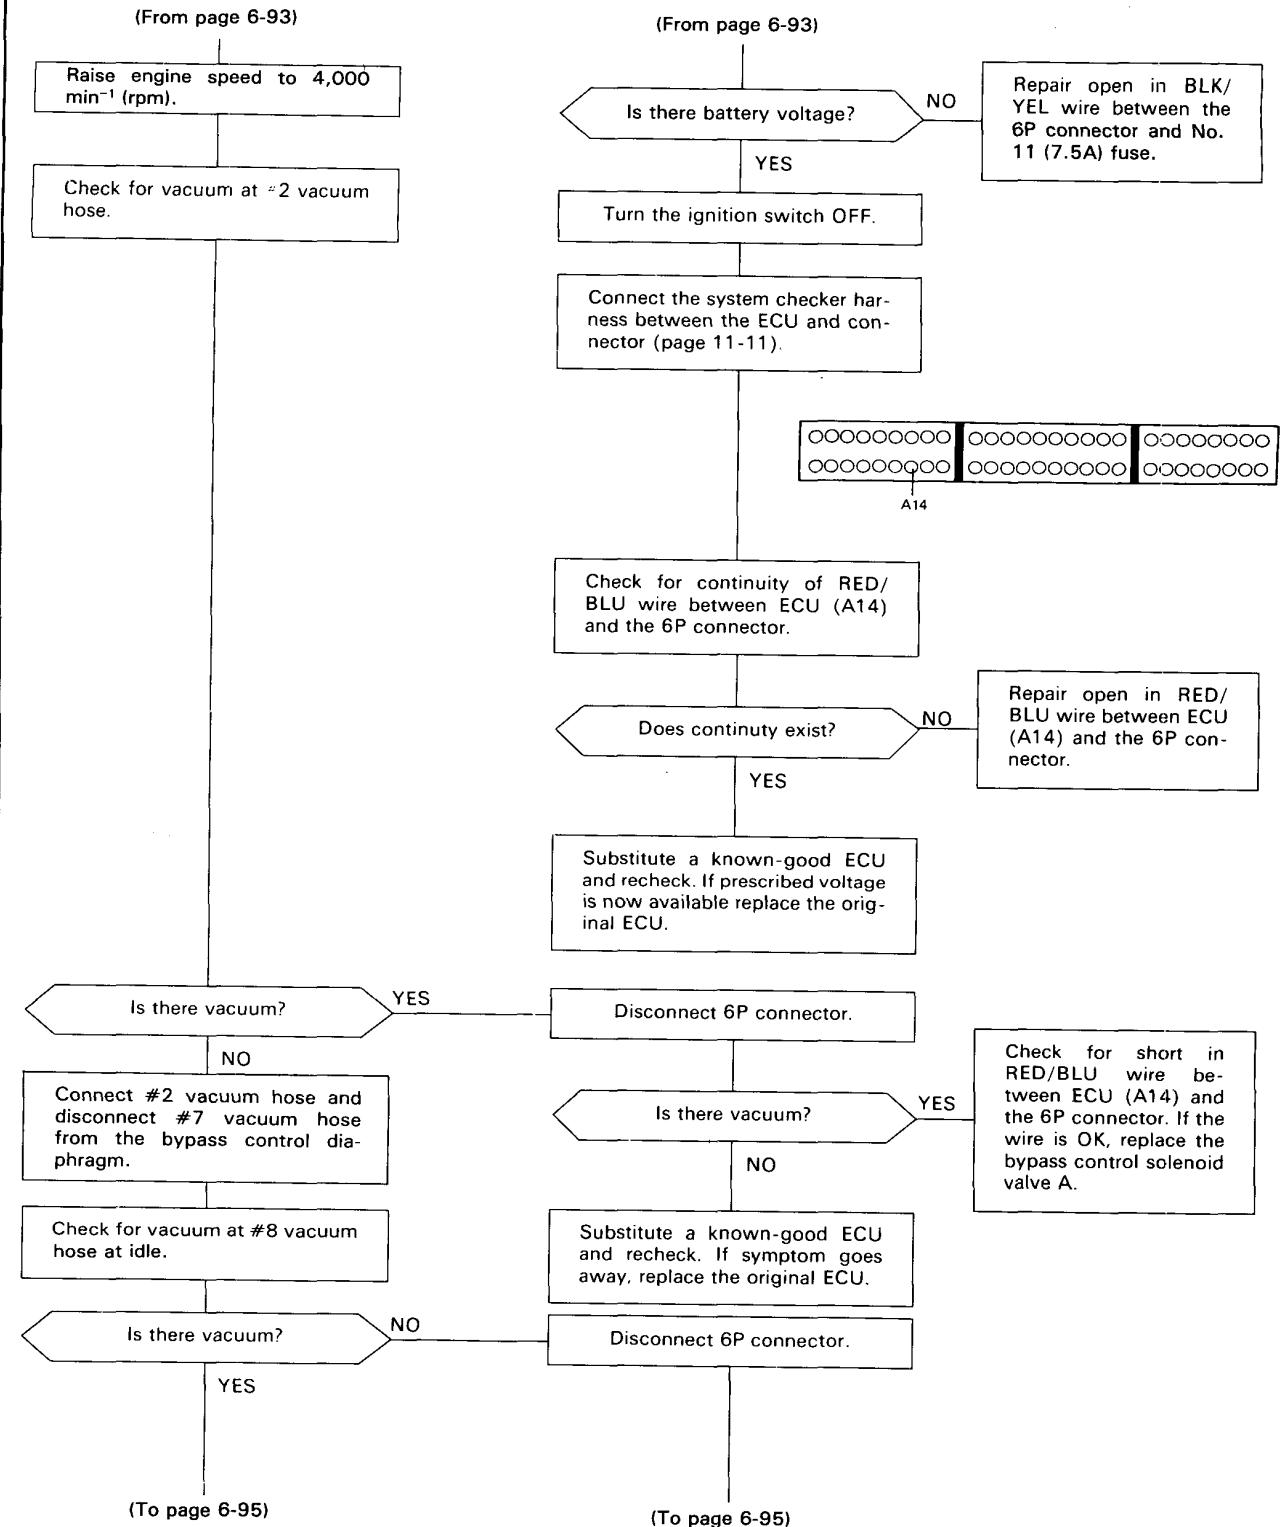 (From page 6-93)
Raise engine speed to 4,000
min⁻¹ (rpm).
Check for vacuum at #2 vacuum
hose.
(From page 6-93)
Is there battery voltage?
NO
Repair open in BLK/
YEL wire between the
6P connector and No.
11 (7.5A) fuse.
YES
Turn the ignition switch OFF.
Connect the system checker har-
ness between the ECU and con-
nector (page 11-11).
A14
Check for continuity of RED/
BLU wire between ECU (A14)
and the 6P connector.
Does continuty exist?
NO
Repair open in RED/
BLU wire between ECU
(A14) and the 6P con-
nector.
YES
Substitute a known-good ECU
and recheck. If prescribed voltage
is now available replace the orig-
inal ECU.
Is there vacuum?
YES
Disconnect 6P connector.
NO
Connect #2 vacuum hose and
disconnect #7 vacuum hose
from the bypass control dia-
phragm.
Is there vacuum?
YES
Check for short in
RED/BLU wire be-
tween ECU (A14) and
the 6P connector. If the
wire is OK, replace the
bypass control solenoid
valve A.
NO
Check for vacuum at #8 vacuum
hose at idle.
Substitute a known-good ECU
and recheck. If symptom goes
away, replace the original ECU.
Is there vacuum?
NO
Disconnect 6P connector.
YES
(To page 6-95)
(To page 6-95)